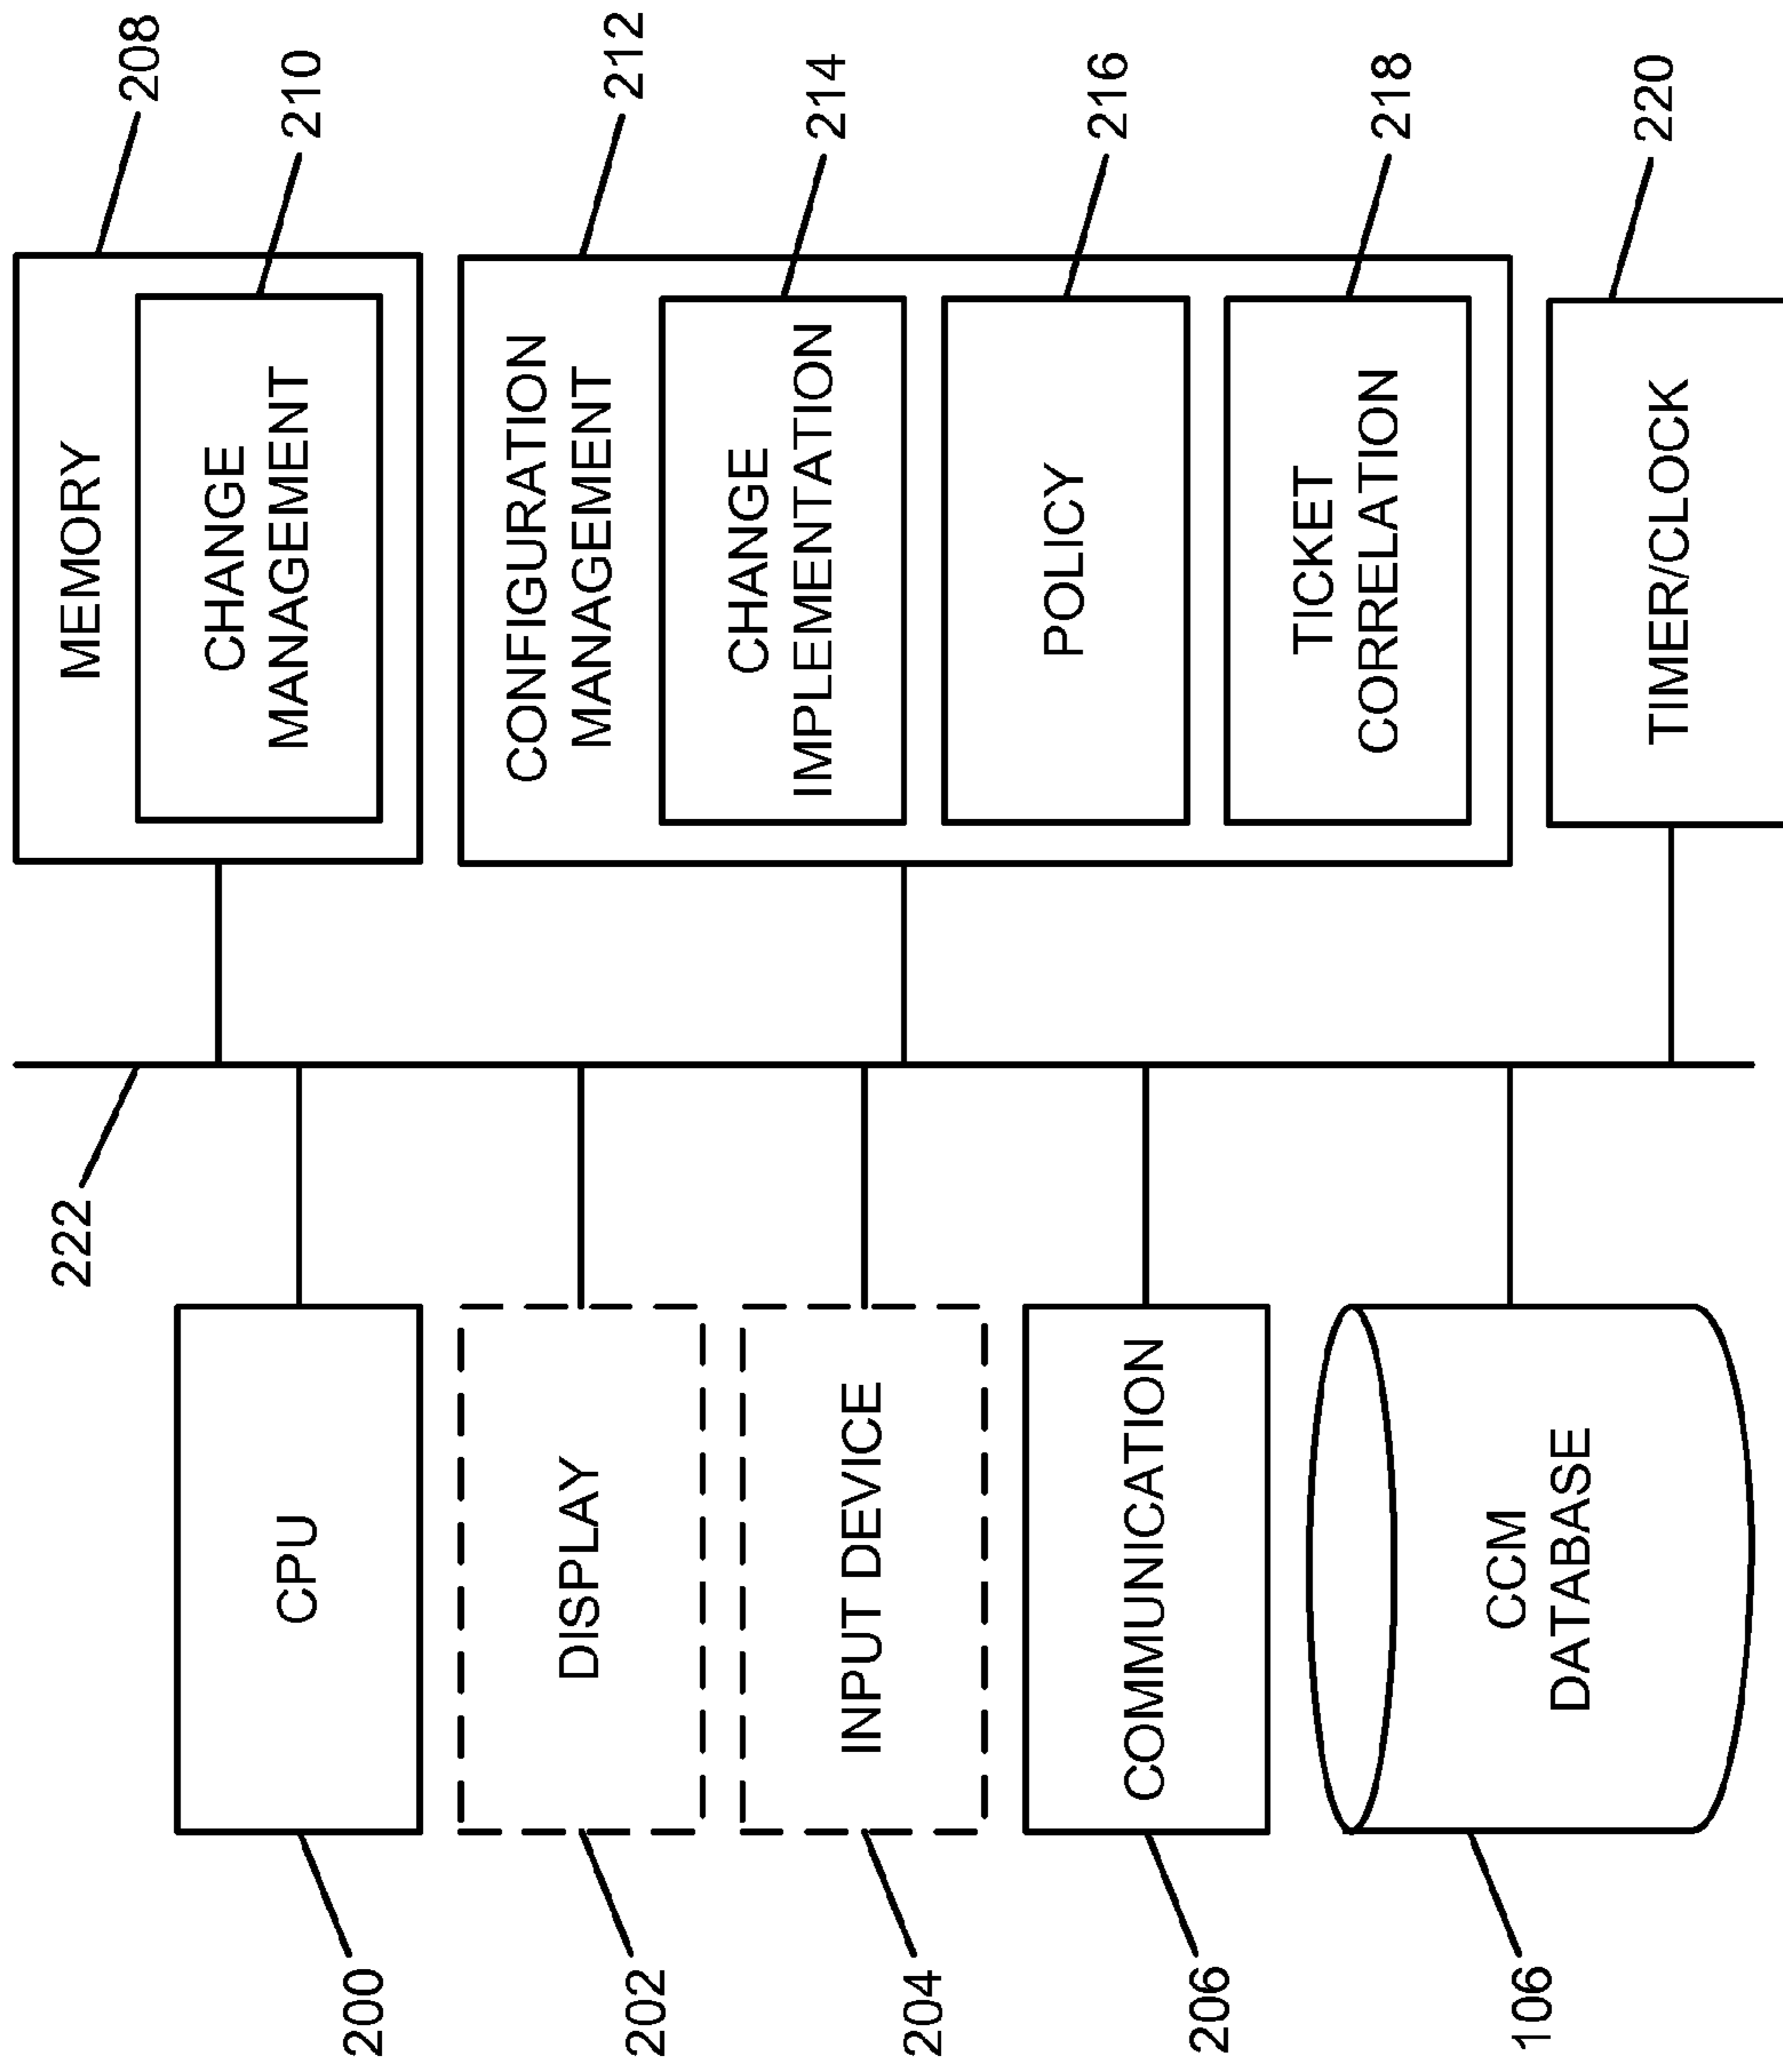 222
200
CPU
202
DISPLAY
204
INPUT DEVICE
206
COMMUNICATION
106
CCM
DATABASE
MEMORY
208
CHANGE
MANAGEMENT
210
CONFIGURATION
MANAGEMENT
212
CHANGE
IMPLEMENTATION
214
POLICY
216
TICKET
CORRELATION
218
TIMER/CLOCK
220